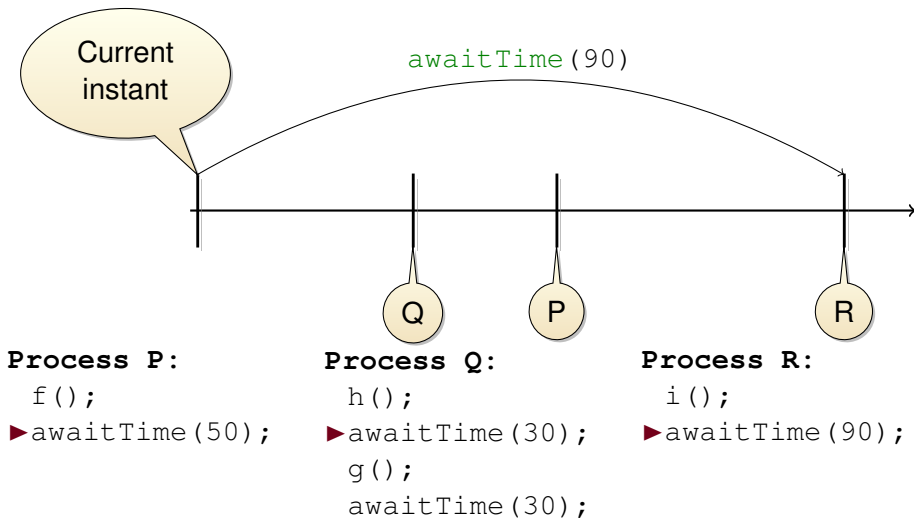 Current
instant
awaitTime(90)
Q
P
R
Process P:
f();
►awaitTime(50);
Process Q:
h();
►awaitTime(30);
g();
awaitTime(30);
Process R:
i();
►awaitTime(90);